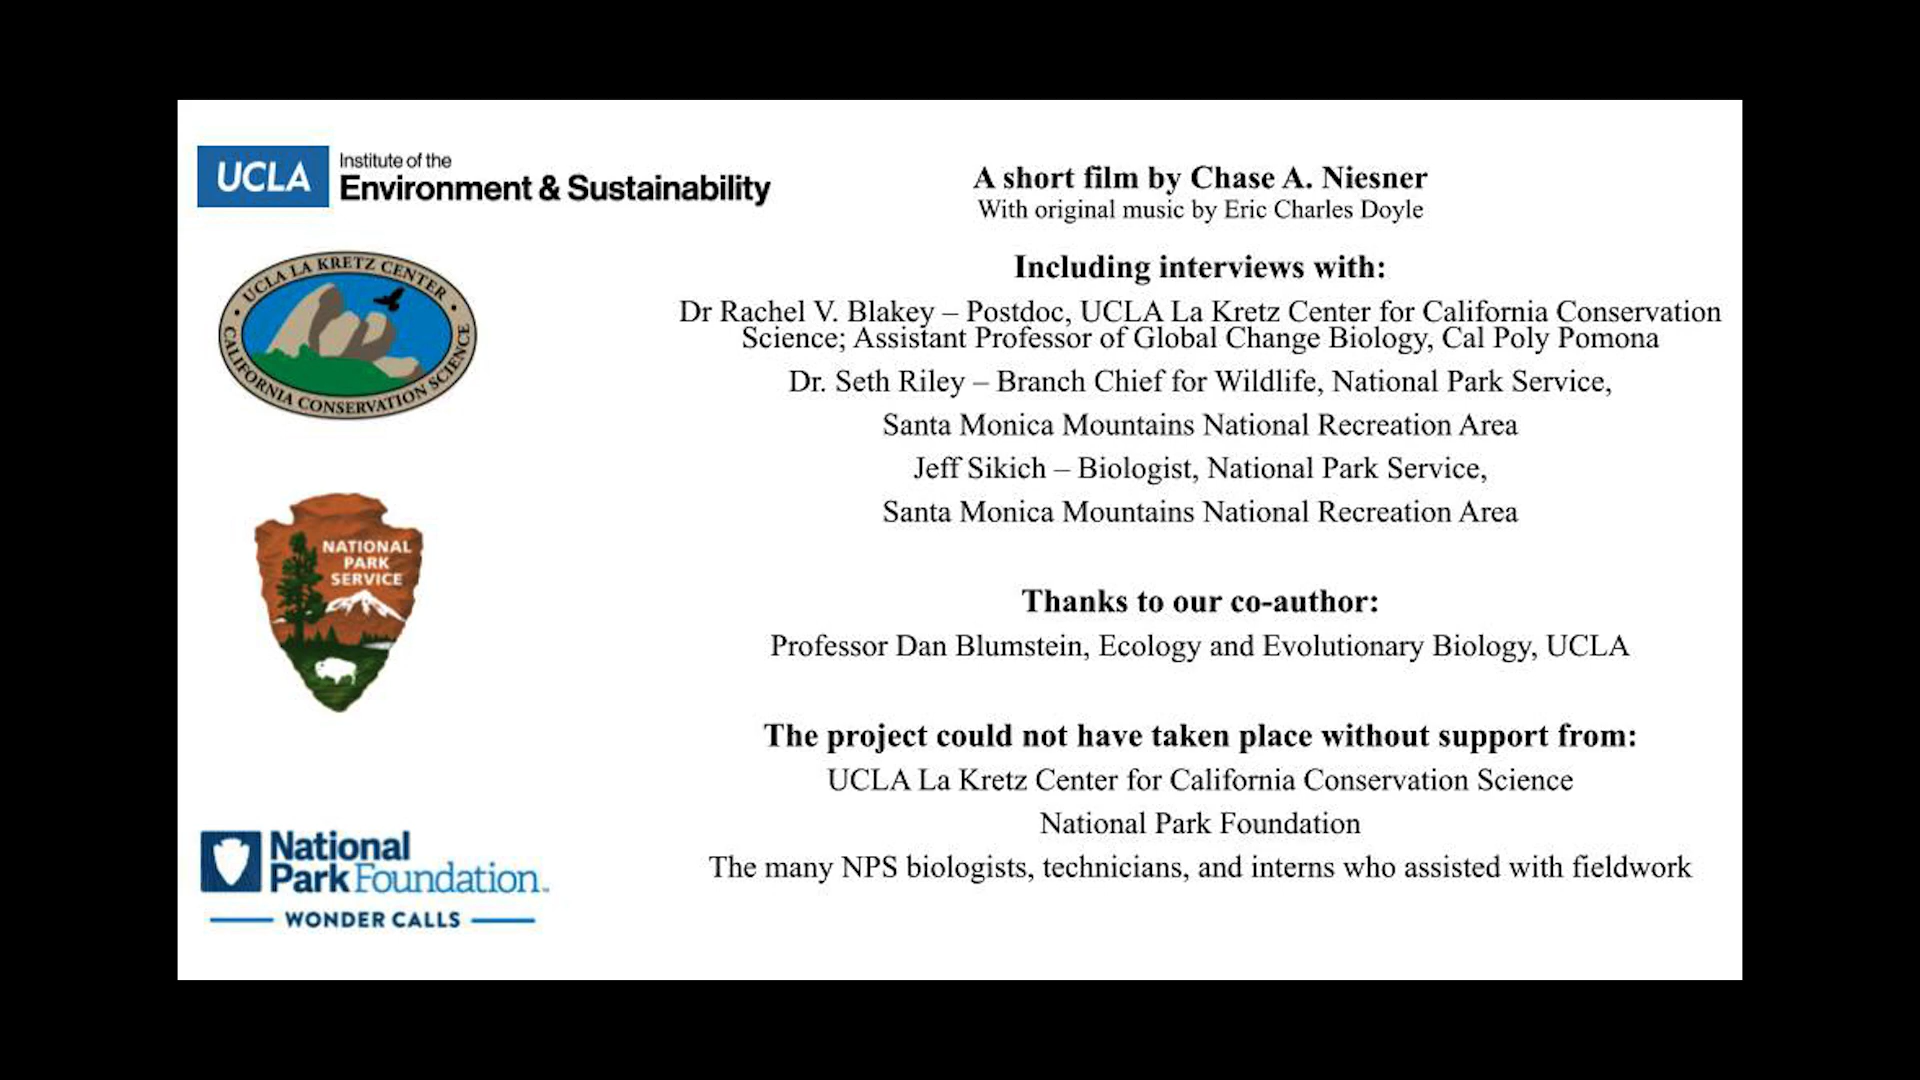 UCLA Institute of the
Environment & Sustainability
UCLA LA KRETZ CENTER
CALIFORNIA CONSERVATION SCIENCE
NATIONAL
PARK
SERVICE
National
Park Foundation™
WONDER CALLS
A short film by Chase A. Niesner
With original music by Eric Charles Doyle
Including interviews with:
Dr Rachel V. Blakey – Postdoc, UCLA La Kretz Center for California Conservation
Science; Assistant Professor of Global Change Biology, Cal Poly Pomona
Dr. Seth Riley – Branch Chief for Wildlife, National Park Service,
Santa Monica Mountains National Recreation Area
Jeff Sikich – Biologist, National Park Service,
Santa Monica Mountains National Recreation Area
Thanks to our co-author:
Professor Dan Blumstein, Ecology and Evolutionary Biology, UCLA
The project could not have taken place without support from:
UCLA La Kretz Center for California Conservation Science
National Park Foundation
The many NPS biologists, technicians, and interns who assisted with fieldwork